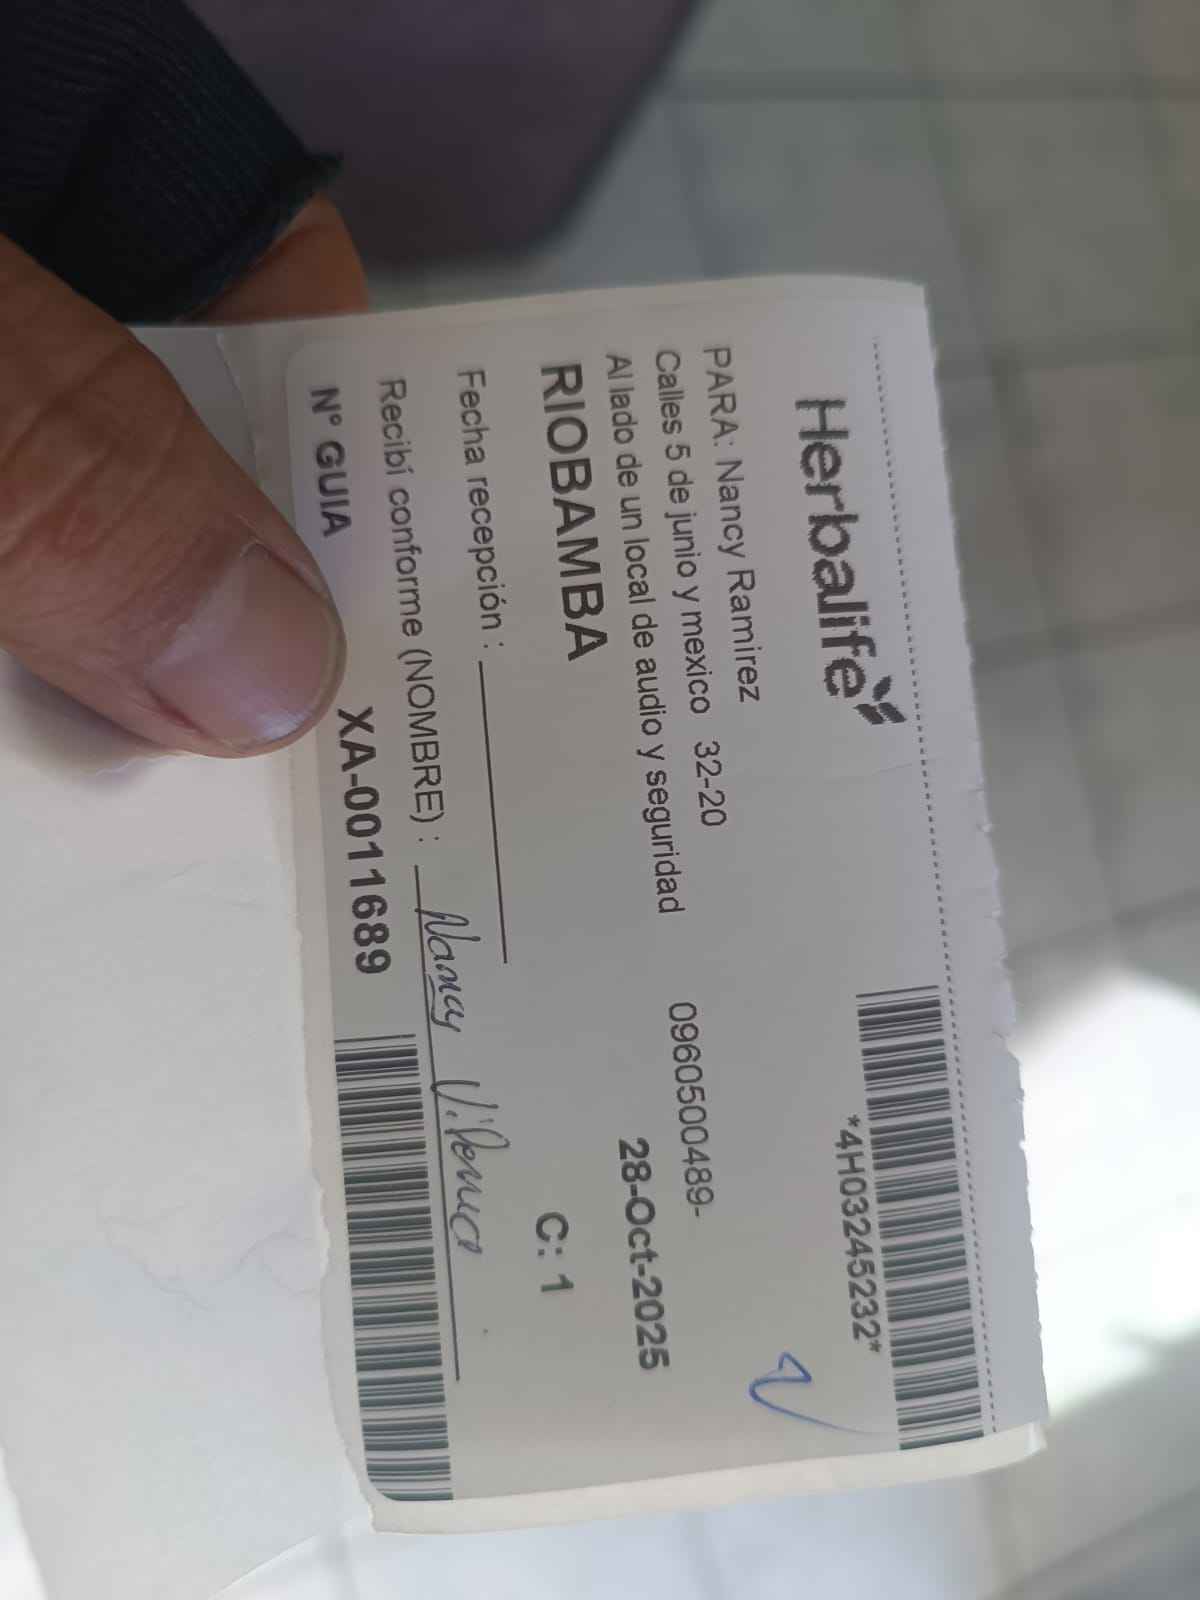 Herbalife
*4H03245232*
PARA: Nancy Ramirez
Calles 5 de junio y mexico 32-20 0960500489-
Al lado de un local de audio y seguridad
28-Oct-2025
RIOBAMBA C: 1
Fecha recepción :
Recibí conforme (NOMBRE) : Nancy
N° GUIA XA-0011689